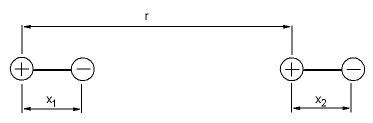 r
+ − + −
x₁ x₂